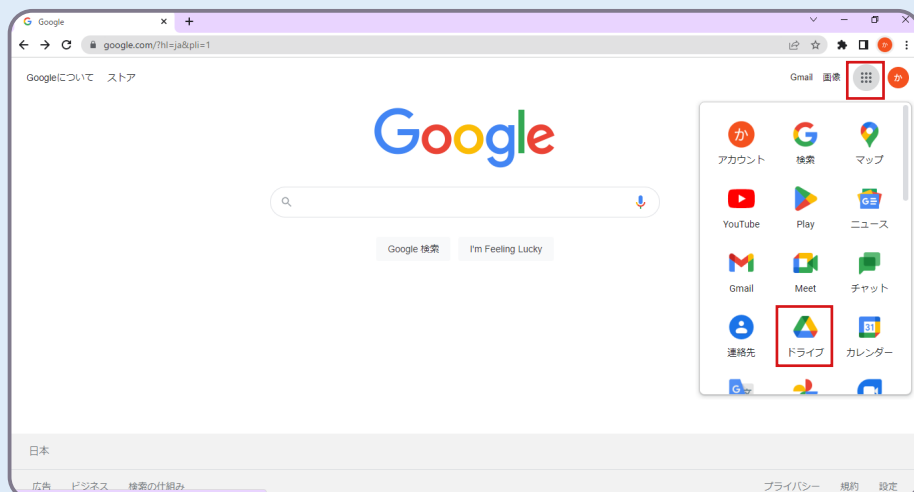 Google
google.com/?hl=ja&pli=1
か
Googleについて ストア
Gmail 画像
か
Google
か
アカウント 検索 マップ
YouTube Play ニュース
Gmail Meet チャット
31
連絡先 ドライブ カレンダー
Google 検索 I'm Feeling Lucky
日本
広告 ビジネス 検索の仕組み
プライバシー 規約 設定